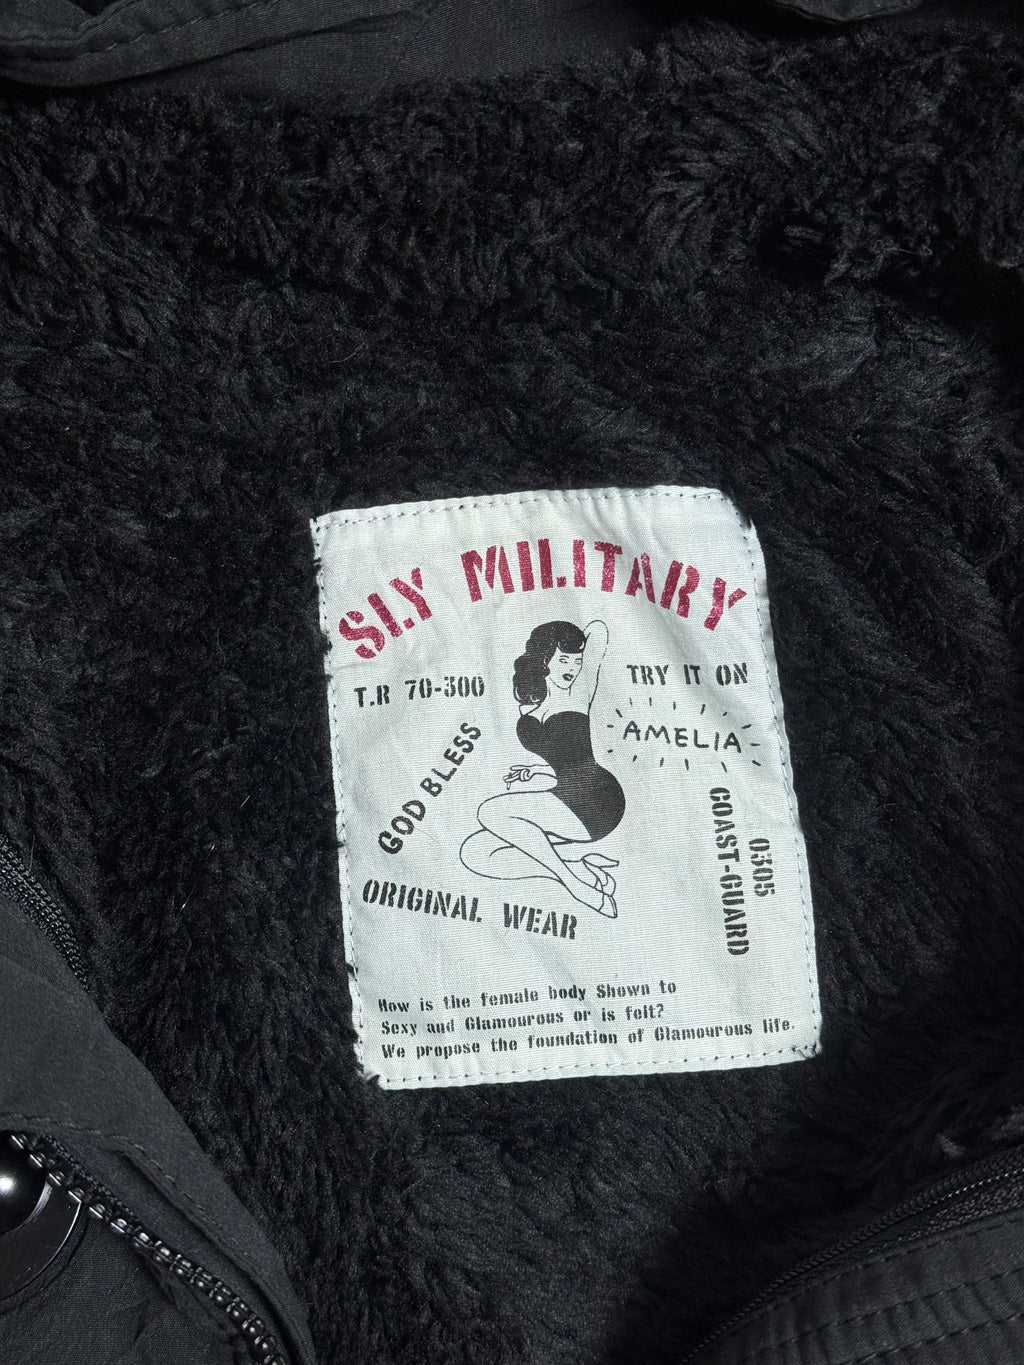 SLY MILITARY
T.R 70-300
TRY IT ON
AMELIA
GOD BLESS
0305
COAST-GUARD
ORIGINAL WEAR
How is the female body Shown to
Sexy and Glamourous or is felt?
We propose the foundation of Glamourous life.